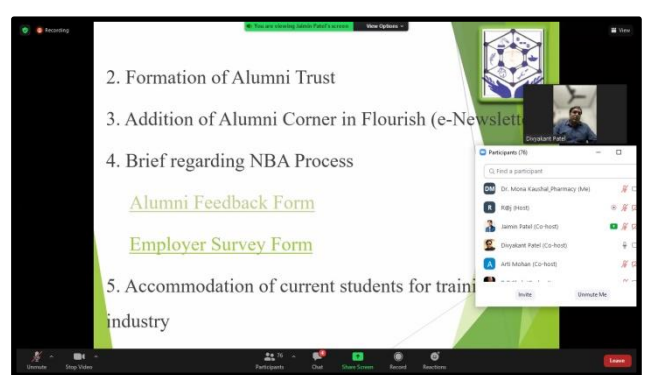 Recording
You are viewing Jaimin Patel's screen
View Options
View
2. Formation of Alumni Trust
3. Addition of Alumni Corner in Flourish (e-Newslett
4. Brief regarding NBA Process
Alumni Feedback Form
Employer Survey Form
5. Accommodation of current students for traini
industry
Divyakant Patel
Participants (76)
Find a participant
DM Dr. Mona Kaushal_Pharmacy (Me)
R R@j (Host)
Jaimin Patel (Co-host)
Divyakant Patel (Co-host)
A Arti Mohan (Co-host)
Invite
Unmute Me
Unmute
Stop Video
76
Participants
Chat
Share Screen
Record
Reactions
Leave